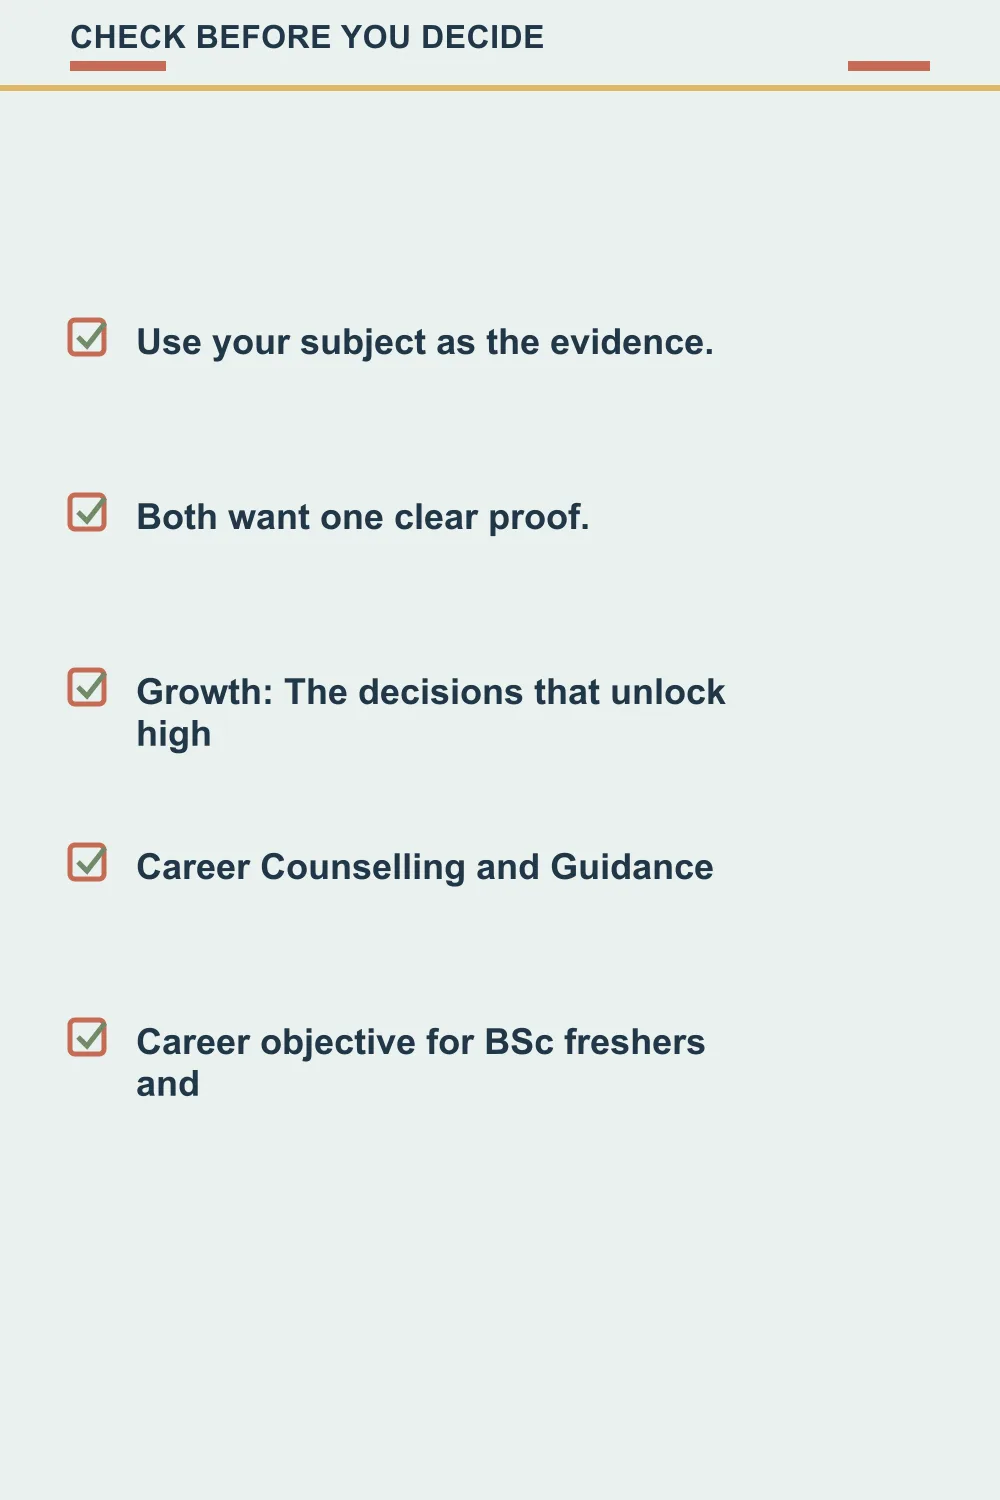 CHECK BEFORE YOU DECIDE
Use your subject as the evidence.
Both want one clear proof.
Growth: The decisions that unlock
high
Career Counselling and Guidance
Career objective for BSc freshers
and